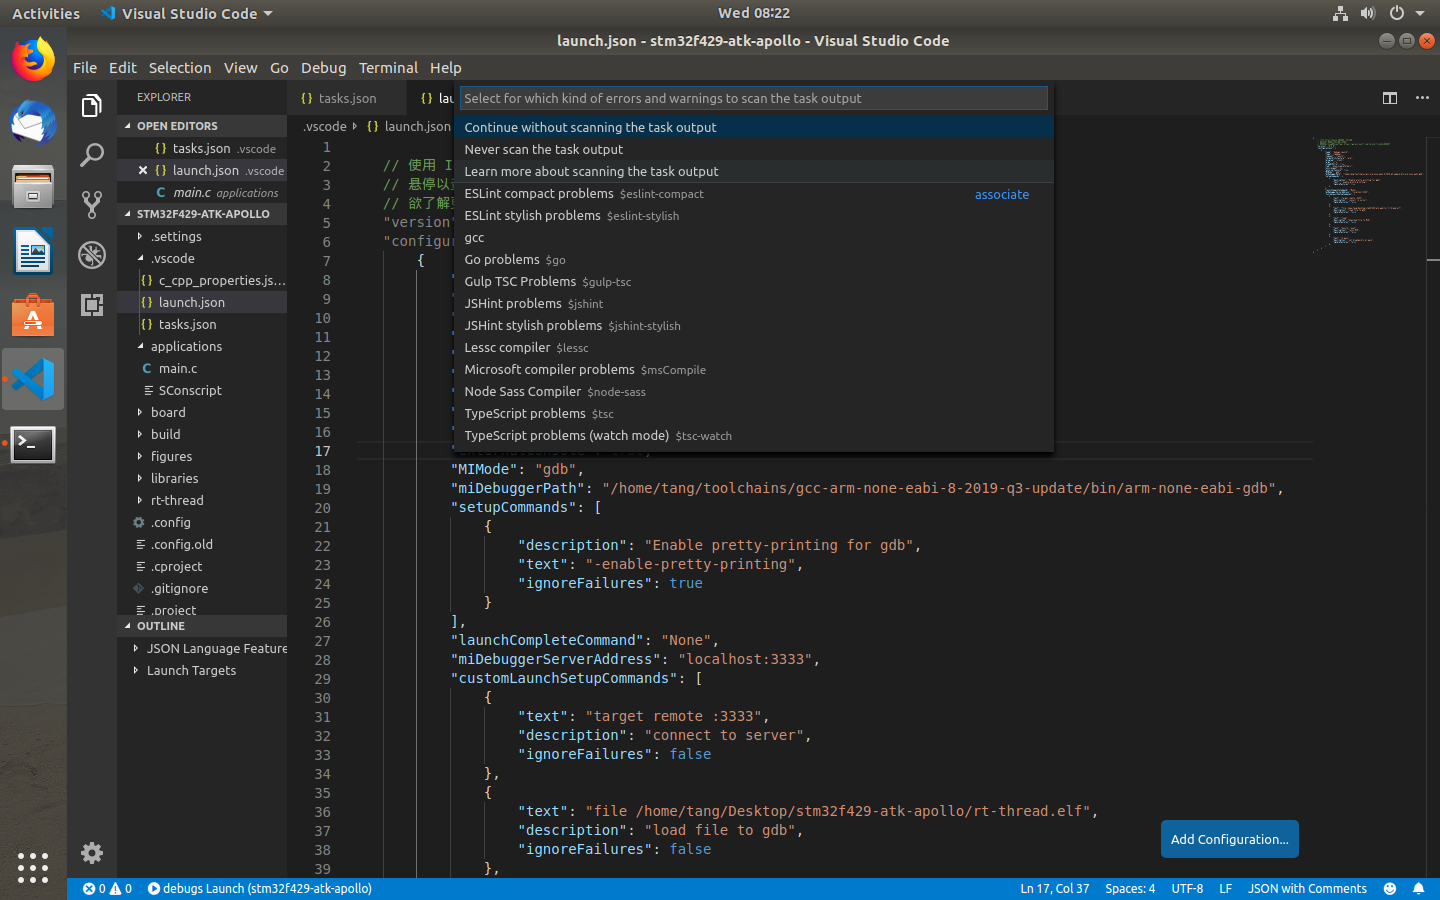 Activities
Visual Studio Code
Wed 08:22
launch.json - stm32f429-atk-apollo - Visual Studio Code
File Edit Selection View Go Debug Terminal Help
EXPLORER
OPEN EDITORS
{} tasks.json .vscode
{} launch.json .vscode
C main.c applications
STM32F429-ATK-APOLLO
.settings
.vscode
{} c_cpp_properties.js...
{} launch.json
{} tasks.json
applications
C main.c
SConscript
board
build
figures
libraries
rt-thread
.config
.config.old
.cproject
.gitignore
.project
OUTLINE
JSON Language Feature
Launch Targets
{} tasks.json
{} lau
.vscode {} launch.json
Select for which kind of errors and warnings to scan the task output
Continue without scanning the task output
Never scan the task output
Learn more about scanning the task output
ESLint compact problems $eslint-compact associate
ESLint stylish problems $eslint-stylish
gcc
Go problems $go
Gulp TSC Problems $gulp-tsc
JSHint problems $jshint
JSHint stylish problems $jshint-stylish
Lessc compiler $lessc
Microsoft compiler problems $msCompile
Node Sass Compiler $node-sass
TypeScript problems $tsc
TypeScript problems (watch mode) $tsc-watch
1
2 // 使用 I
3 // 悬停以
4 // 欲了解
5 "version"
6 "configur
7 {
8 "
9 "
10 "
11 "
12 "
13 "
14 "
15 "
16 "
17
18 "MIMode": "gdb",
19 "miDebuggerPath": "/home/tang/toolchains/gcc-arm-none-eabi-8-2019-q3-update/bin/arm-none-eabi-gdb",
20 "setupCommands": [
21 {
22 "description": "Enable pretty-printing for gdb",
23 "text": "-enable-pretty-printing",
24 "ignoreFailures": true
25 }
26 ],
27 "launchCompleteCommand": "None",
28 "miDebuggerServerAddress": "localhost:3333",
29 "customLaunchSetupCommands": [
30 {
31 "text": "target remote :3333",
32 "description": "connect to server",
33 "ignoreFailures": false
34 },
35 {
36 "text": "file /home/tang/Desktop/stm32f429-atk-apollo/rt-thread.elf",
37 "description": "load file to gdb",
38 "ignoreFailures": false
39 },
Add Configuration...
0 0 debugs Launch (stm32f429-atk-apollo)
Ln 17, Col 37 Spaces: 4 UTF-8 LF JSON with Comments